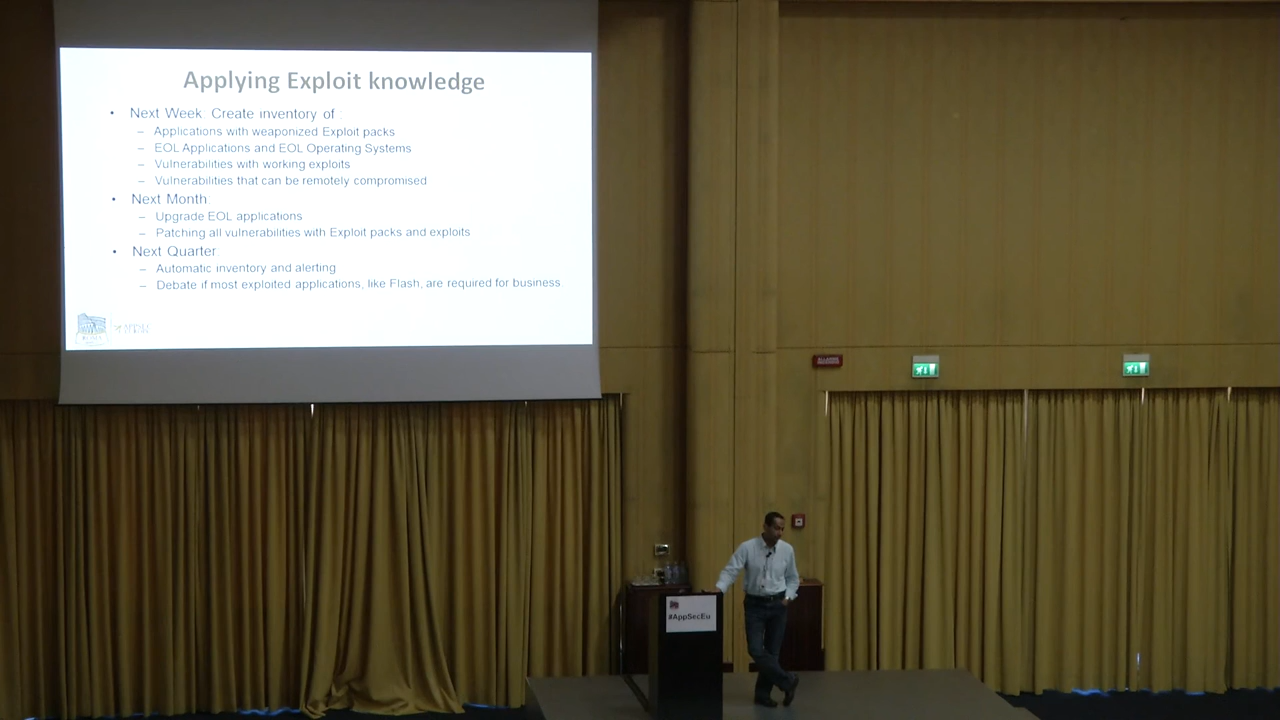 Applying Exploit knowledge
• Next Week: Create inventory of :
– Applications with weaponized Exploit packs
– EOL Applications and EOL Operating Systems
– Vulnerabilities with working exploits
– Vulnerabilities that can be remotely compromised
• Next Month:
– Upgrade EOL applications
– Patching all vulnerabilities with Exploit packs and exploits
• Next Quarter
– Automatic inventory and alerting
– Debate if most exploited applications, like Flash, are required for business.
#AppSecEu